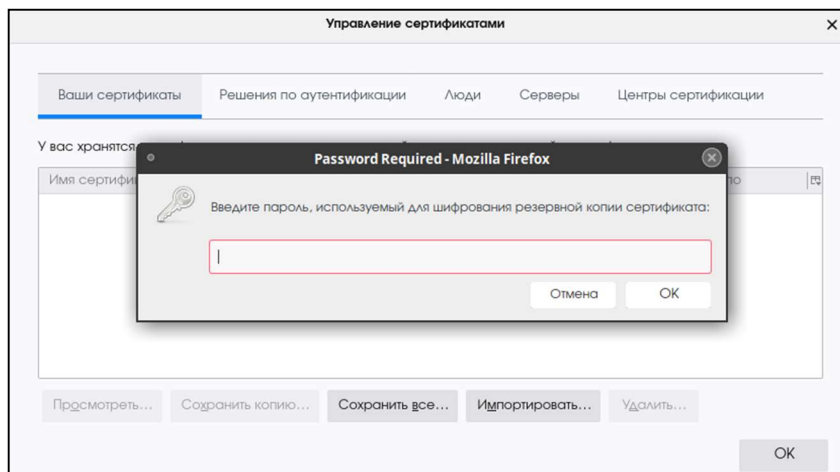 Управление сертификатами
Ваши сертификаты Решения по аутентификации Люди Серверы Центры сертификации
У вас хранятся
Password Required - Mozilla Firefox
Имя сертифи
по
Введите пароль, используемый для шифрования резервной копии сертификата:
Отмена OK
Просмотреть... Сохранить копию... Сохранить все... Импортировать... Удалить...
OK